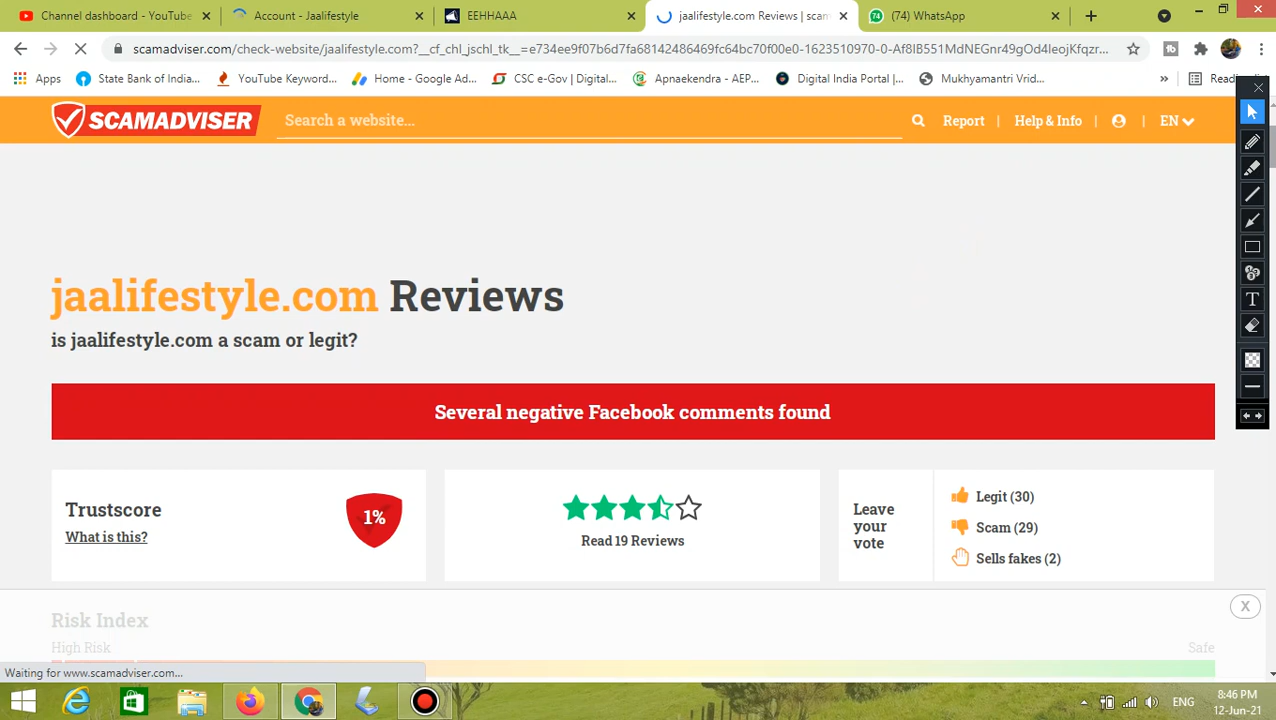 Channel dashboard - YouTube
Account - Jaalifestyle
EEHHAAA
jaalifestyle.com Reviews | scam
(74) WhatsApp
scamadviser.com/check-website/jaalifestyle.com?__cf_chl_jschl_tk__=e734ee9f07b6d7fa68142486469fc64bc70f00e0-1623510970-0-Af8lB551MdNEGnr49gOd4leojKfqzr...
Apps
State Bank of India...
YouTube Keyword...
Home - Google Ad...
CSC e-Gov | Digital...
Apnaekendra - AEP...
Digital India Portal |...
Mukhyamantri Vrid...
»
SCAMADVISER
Search a website...
Report | Help & Info | | EN
jaalifestyle.com Reviews
is jaalifestyle.com a scam or legit?
Several negative Facebook comments found
Trustscore
What is this?
1%
Read 19 Reviews
Leave your vote
Legit (30)
Scam (29)
Sells fakes (2)
X
Risk Index
High Risk
Safe
Waiting for www.scamadviser.com...
ENG
8:46 PM
12-Jun-21